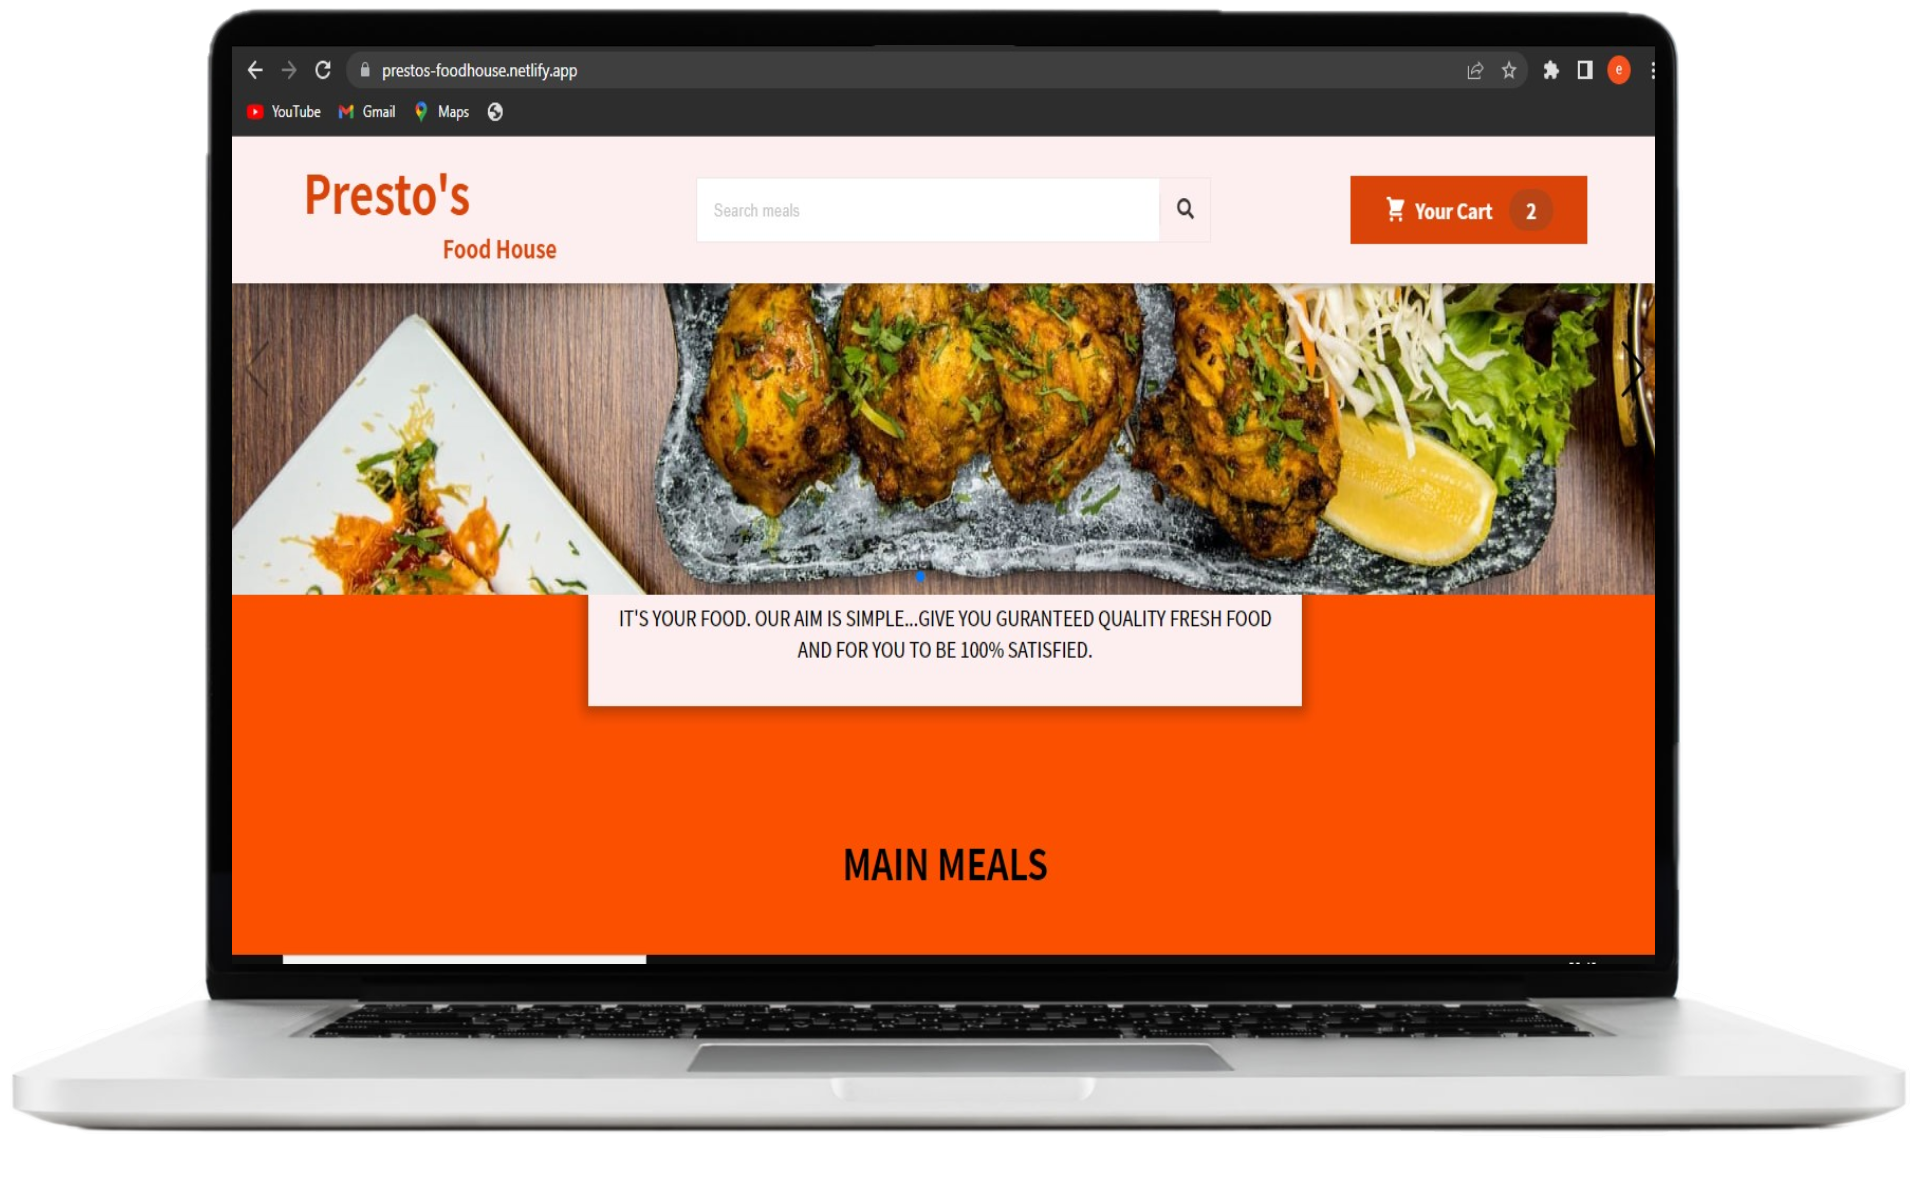 prestos-foodhouse.netlify.app
e
YouTube Gmail Maps
Presto's
Food House
Search meals
Your Cart 2
IT'S YOUR FOOD. OUR AIM IS SIMPLE...GIVE YOU GURANTEED QUALITY FRESH FOOD
AND FOR YOU TO BE 100% SATISFIED.
MAIN MEALS